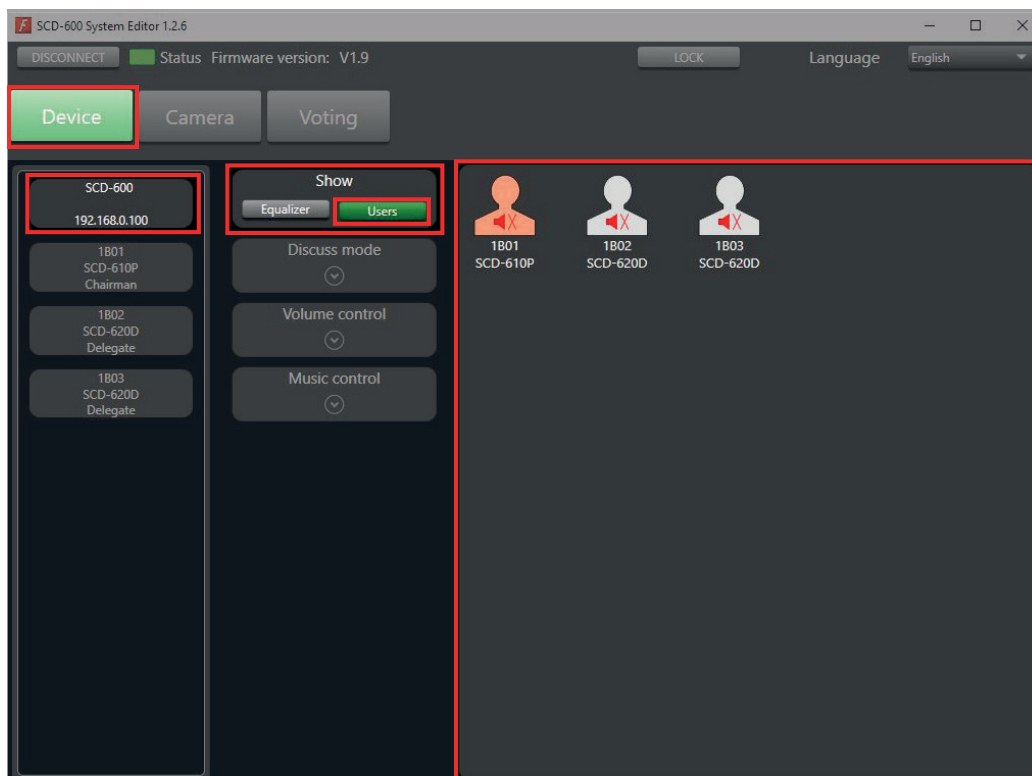 SCD-600 System Editor 1.2.6
DISCONNECT Status Firmware version: V1.9 LOCK Language English
Device Camera Voting
SCD-600
192.168.0.100
1B01
SCD-610P
Chairman
1B02
SCD-620D
Delegate
1B03
SCD-620D
Delegate
Show
Equalizer Users
Discuss mode
Volume control
Music control
1B01
SCD-610P
1B02
SCD-620D
1B03
SCD-620D